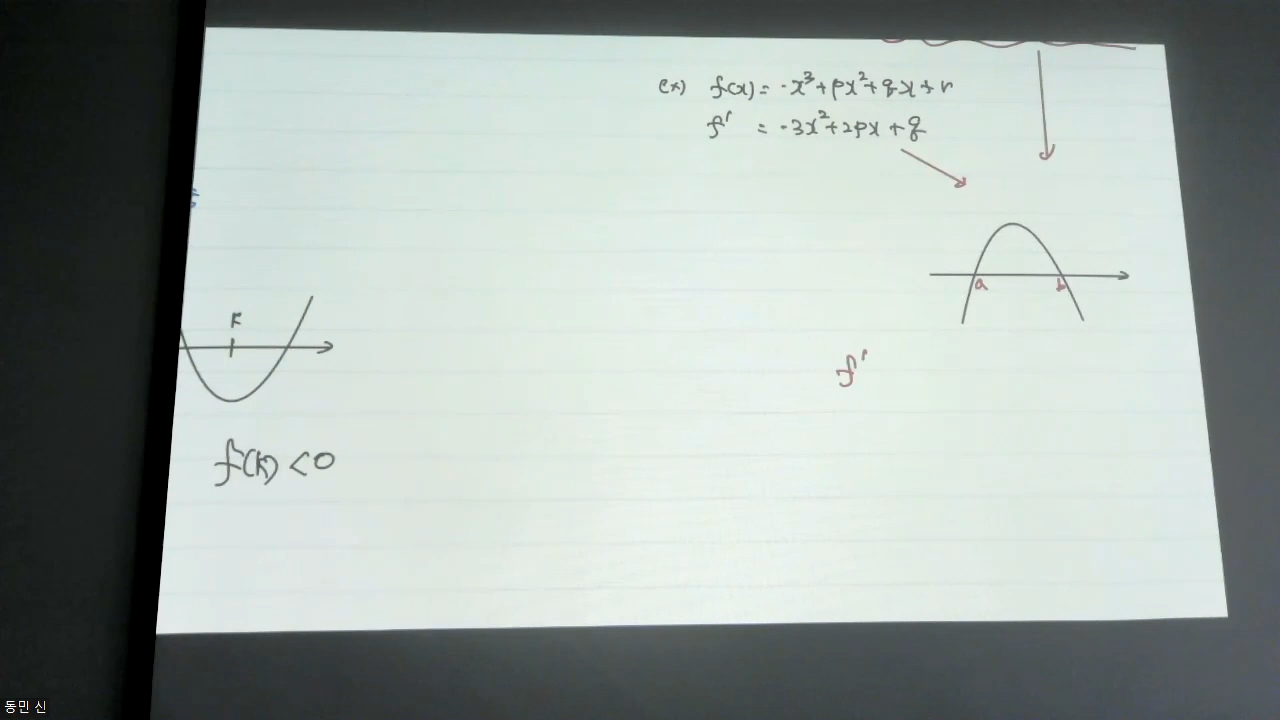 ex) f(x) = -x³+px²+qx+r
f' = -3x²+2px+q
a b
k
f'
f(k) <0
동민 신